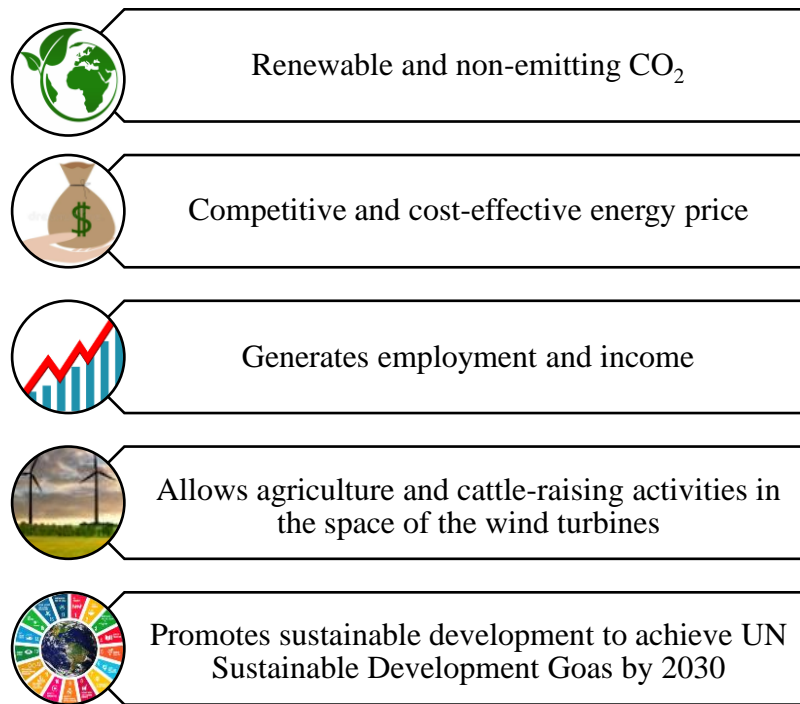 Renewable and non-emitting CO₂
Competitive and cost-effective energy price
$
Generates employment and income
Allows agriculture and cattle-raising activities in
the space of the wind turbines
Promotes sustainable development to achieve UN
Sustainable Development Goas by 2030